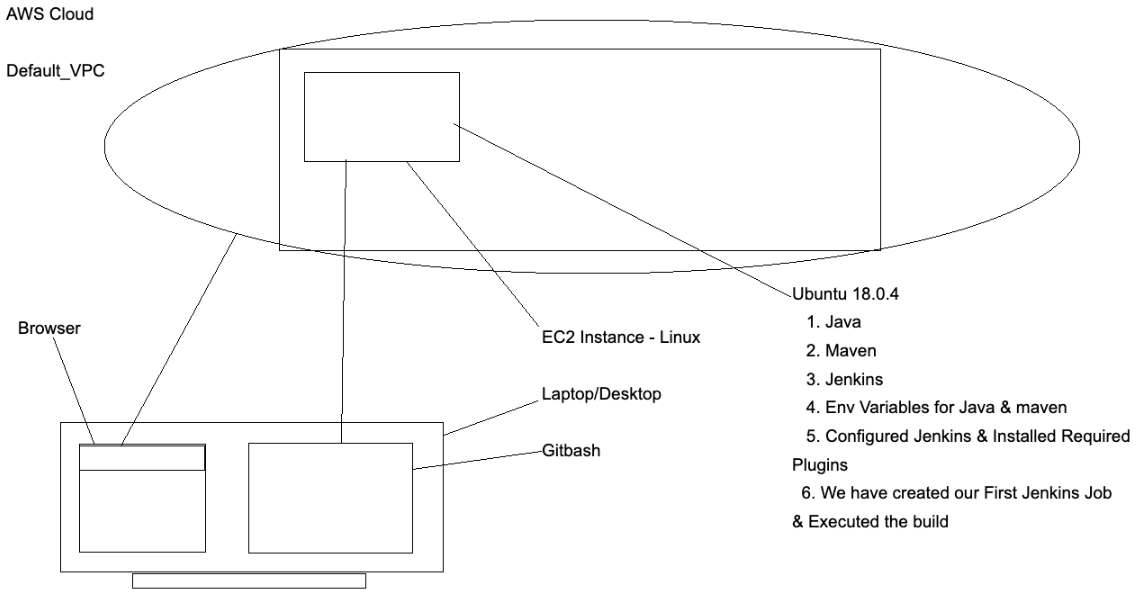 AWS Cloud
Default_VPC
Browser
EC2 Instance - Linux
Laptop/Desktop
Gitbash
Ubuntu 18.0.4
1. Java
2. Maven
3. Jenkins
4. Env Variables for Java & maven
5. Configured Jenkins & Installed Required
Plugins
6. We have created our First Jenkins Job
& Executed the build